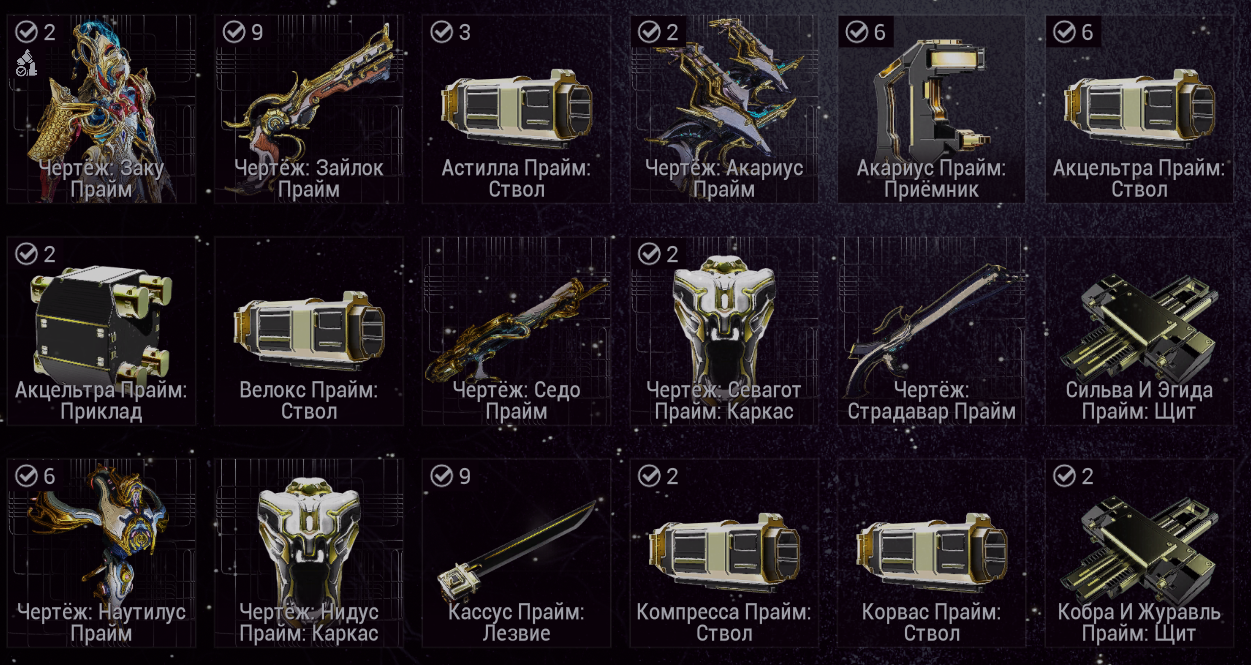 2
Чертёж: Заку
Прайм
9
Чертёж: Зайлок
Прайм
3
Астилла Прайм:
Ствол
2
Чертёж: Акариус
Прайм
6
Акариус Прайм:
Приёмник
6
Акцельтра Прайм:
Ствол
2
Акцельтра Прайм:
Приклад
Велокс Прайм:
Ствол
Чертёж: Седо
Прайм
2
Чертёж: Севагот
Прайм: Каркас
Чертёж:
Страдавар Прайм
Сильва И Эгида
Прайм: Щит
6
Чертёж: Наутилус
Прайм
Чертёж: Нидус
Прайм: Каркас
9
Кассус Прайм:
Лезвие
2
Компресса Прайм:
Ствол
Корвас Прайм:
Ствол
2
Кобра И Журавль
Прайм: Щит